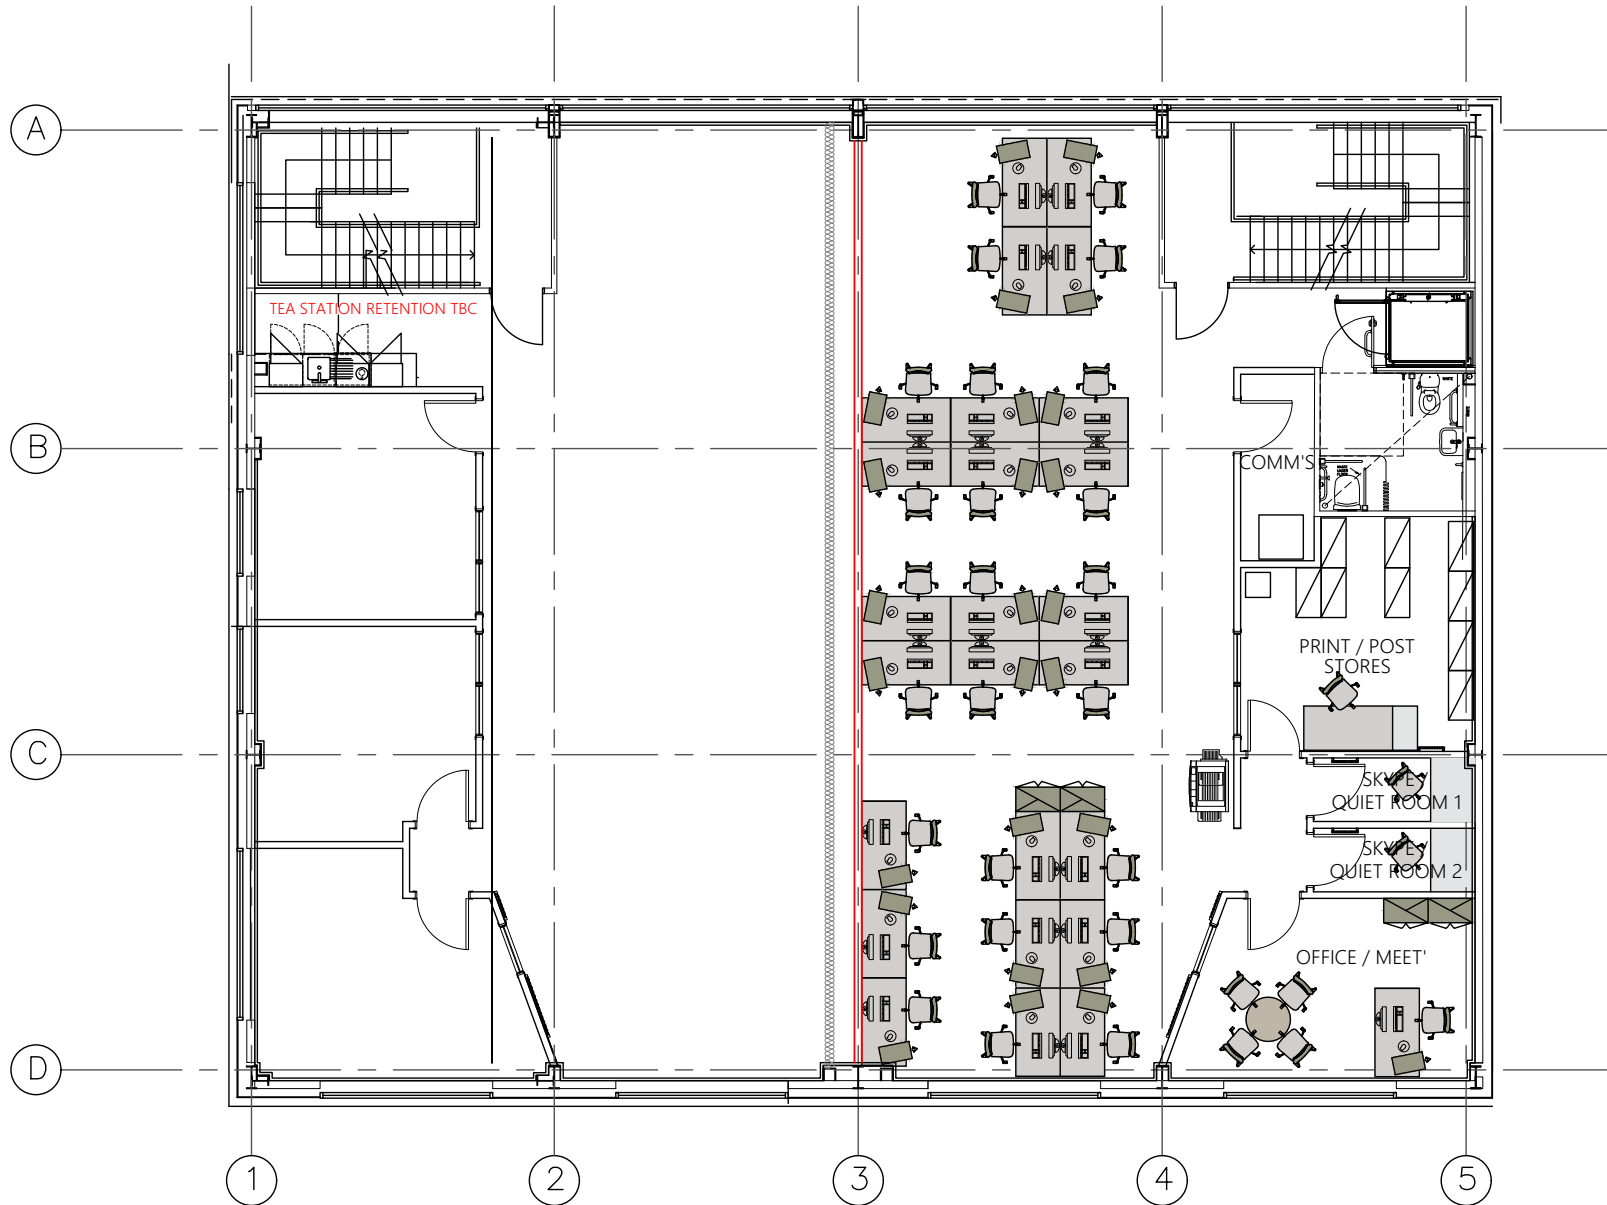 A
TEA STATION RETENTION TBC
B
COMM'S
PRINT / POST
STORES
C
SKYPE /
QUIET ROOM 1
SKYPE /
QUIET ROOM 2
OFFICE / MEET'
D
1
2
3
4
5